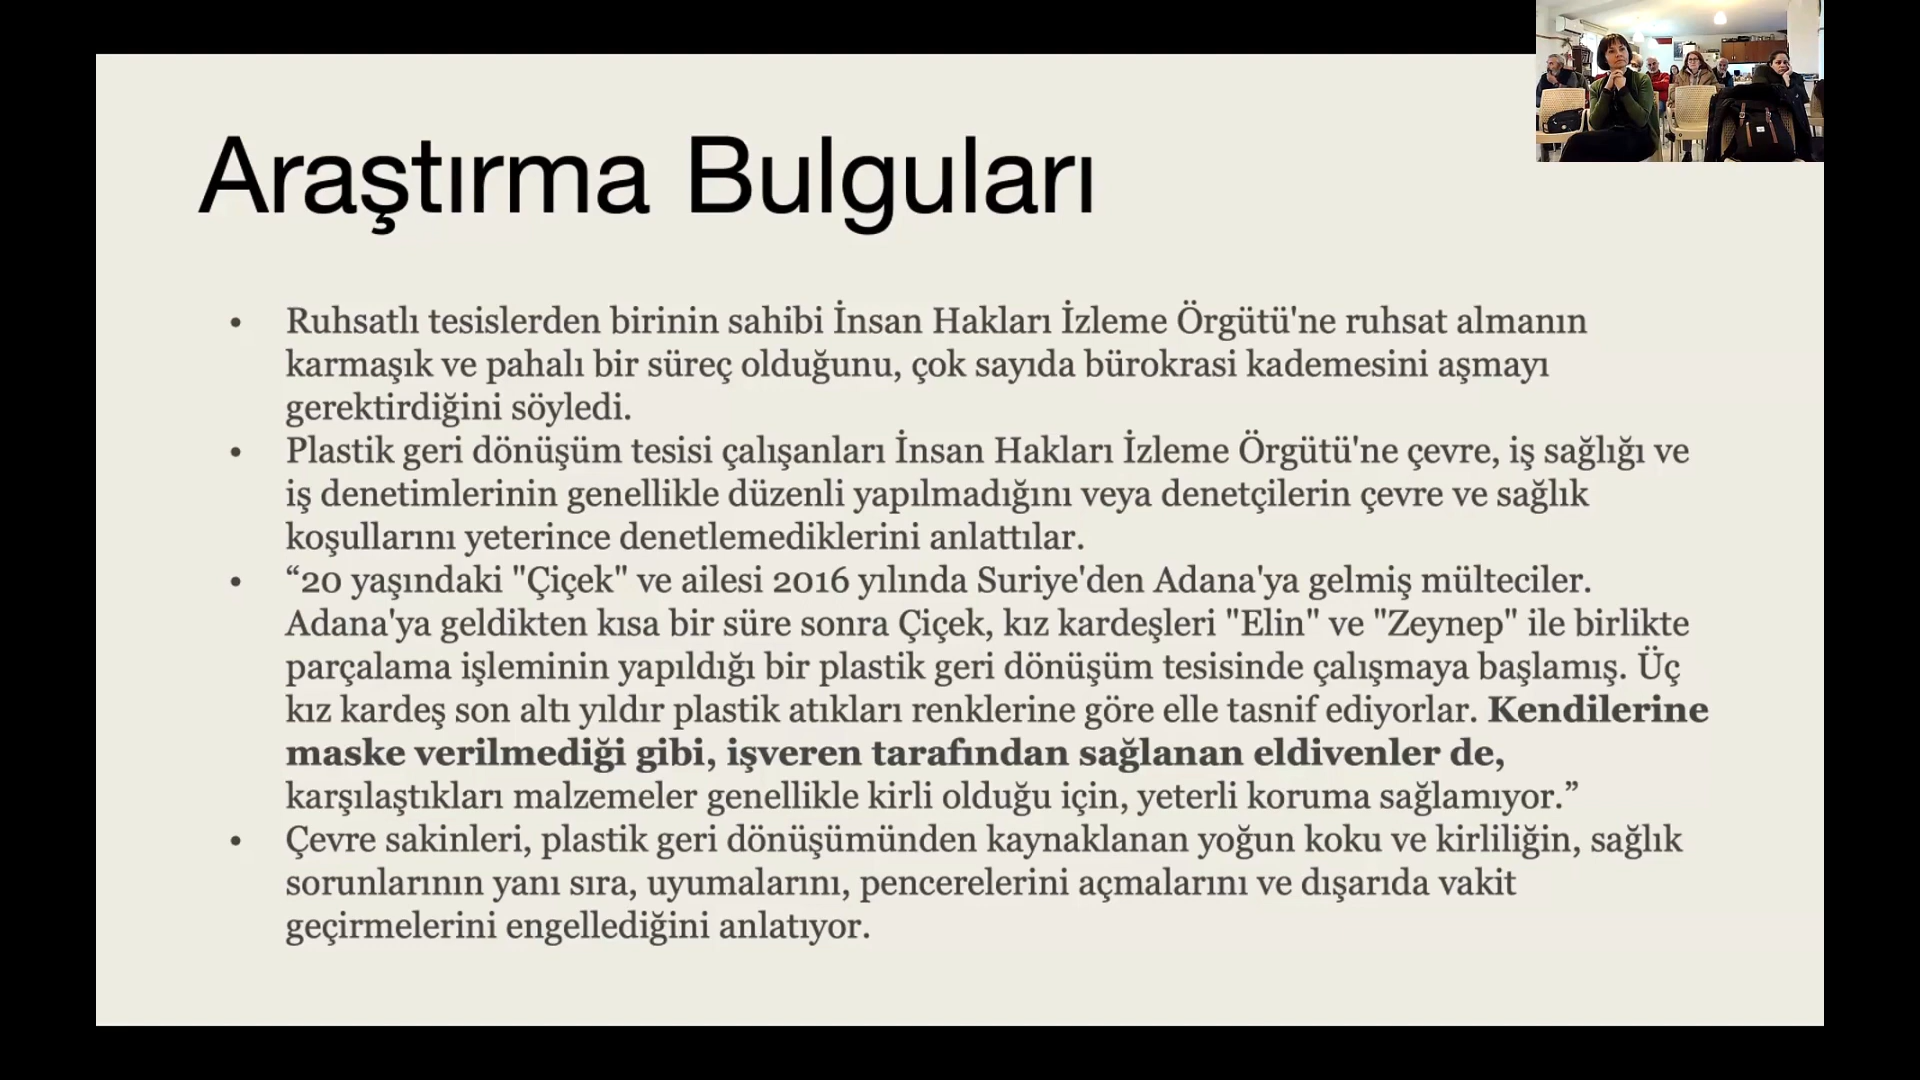 Araştırma Bulguları
• Ruhsatlı tesislerden birinin sahibi İnsan Hakları İzleme Örgütü'ne ruhsat almanın
karmaşık ve pahalı bir süreç olduğunu, çok sayıda bürokrasi kademesini aşmayı
gerektirdiğini söyledi.
• Plastik geri dönüşüm tesisi çalışanları İnsan Hakları İzleme Örgütü'ne çevre, iş sağlığı ve
iş denetimlerinin genellikle düzenli yapılmadığını veya denetçilerin çevre ve sağlık
koşullarını yeterince denetlemediklerini anlattılar.
• “20 yaşındaki "Çiçek" ve ailesi 2016 yılında Suriye'den Adana'ya gelmiş mülteciler.
Adana'ya geldikten kısa bir süre sonra Çiçek, kız kardeşleri "Elin" ve "Zeynep" ile birlikte
parçalama işleminin yapıldığı bir plastik geri dönüşüm tesisinde çalışmaya başlamış. Üç
kız kardeş son altı yıldır plastik atıkları renklerine göre elle tasnif ediyorlar. Kendilerine
maske verilmediği gibi, işveren tarafından sağlanan eldivenler de,
karşılaştıkları malzemeler genellikle kirli olduğu için, yeterli koruma sağlamıyor.”
• Çevre sakinleri, plastik geri dönüşümünden kaynaklanan yoğun koku ve kirliliğin, sağlık
sorunlarının yanı sıra, uyumalarını, pencerelerini açmalarını ve dışarıda vakit
geçirmelerini engellediğini anlatıyor.